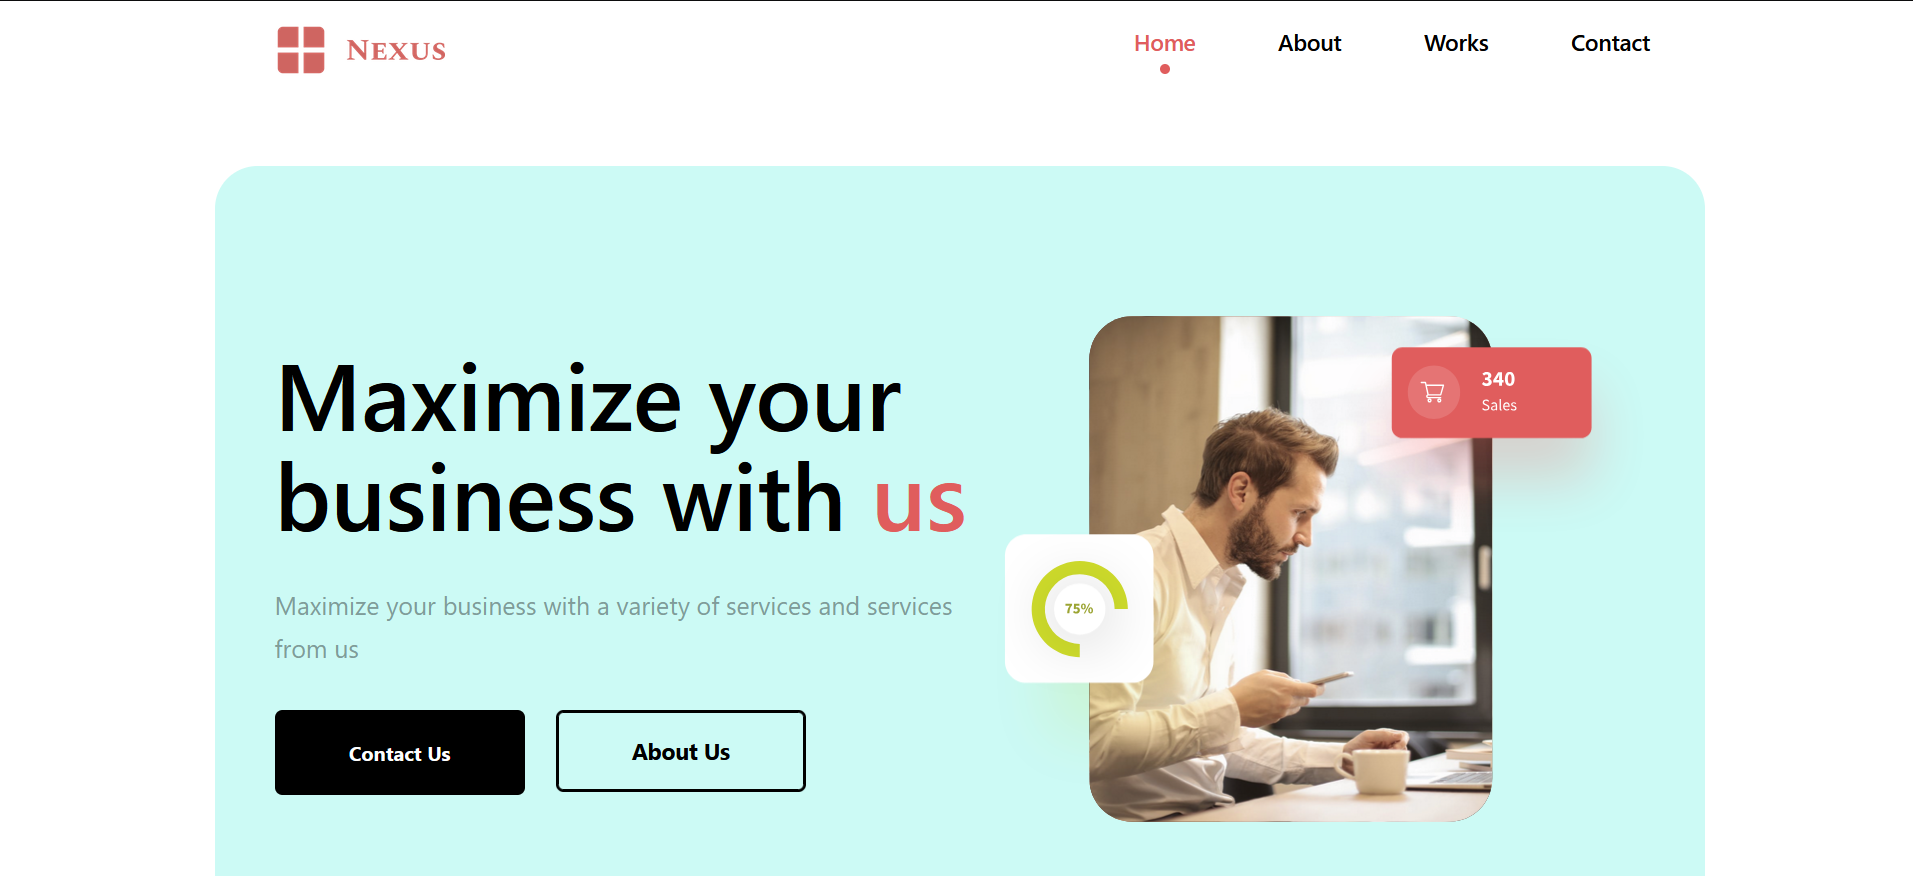 Nexus
Home About Works Contact
Maximize your
business with us
Maximize your business with a variety of services and services
from us
Contact Us
About Us
340
Sales
75%